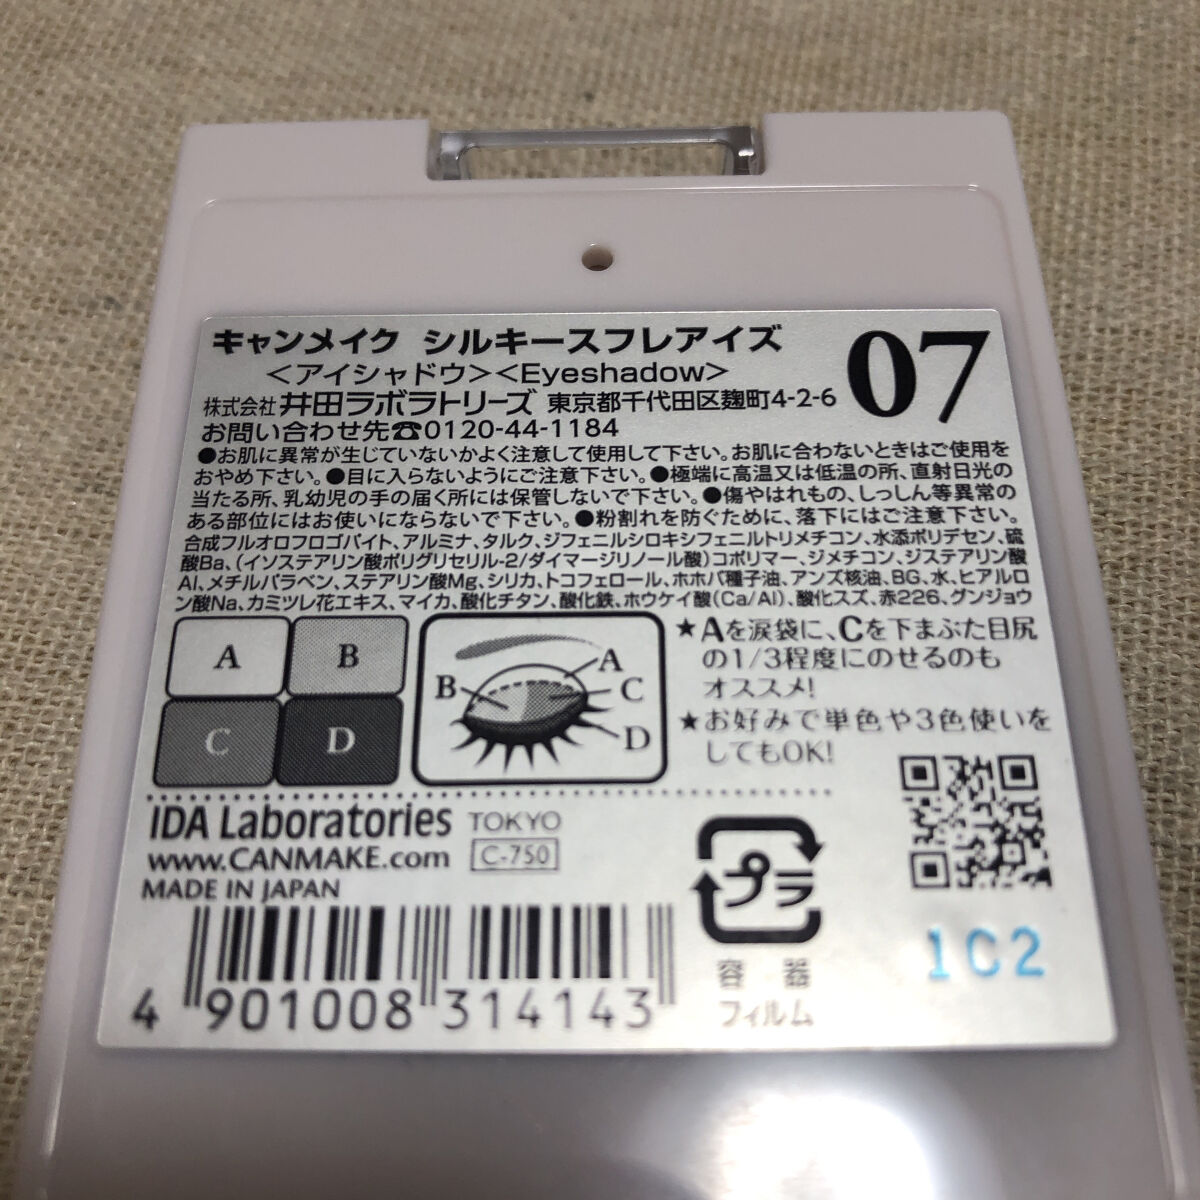 キャンメイク シルキースフレアイズ
<アイシャドウ><Eyeshadow>
07
株式会社 井田ラボラトリーズ 東京都千代田区麹町4-2-6
お問い合わせ先☎0120-44-1184
●お肌に異常が生じていないかよく注意して使用して下さい。お肌に合わないときはご使用を
おやめ下さい。●目に入らないようにご注意下さい。●極端に高温又は低温の所、直射日光の
当たる所、乳幼児の手の届く所には保管しないで下さい。●傷やはれもの、しっしん等異常の
ある部位にはお使いにならないで下さい。●粉割れを防ぐために、落下にはご注意下さい。
合成フルオロフロゴパイト、アルミナ、タルク、ジフェニルシロキシフェニルトリメチコン、水添ポリデセン、硫
酸Ba、(イソステアリン酸ポリグリセリル-2/ダイマージリノール酸)コポリマー、ジメチコン、ジステアリン酸
Al、メチルパラベン、ステアリン酸Mg、シリカ、トコフェロール、ホホバ種子油、アンズ核油、BG、水、ヒアルロ
ン酸Na、カミツレ花エキス、マイカ、酸化チタン、酸化鉄、ホウケイ酸(Ca/Al)、酸化スズ、赤226、グンジョウ
A B
C D
A
B C
D
★Aを涙袋に、Cを下まぶた目尻
の1/3程度にのせるのも
オススメ!
★お好みで単色や3色使いを
してもOK!
IDA Laboratories TOKYO
www.CANMAKE.com C-750
MADE IN JAPAN
プラ
容器
フィルム
1C2
4 901008 314143